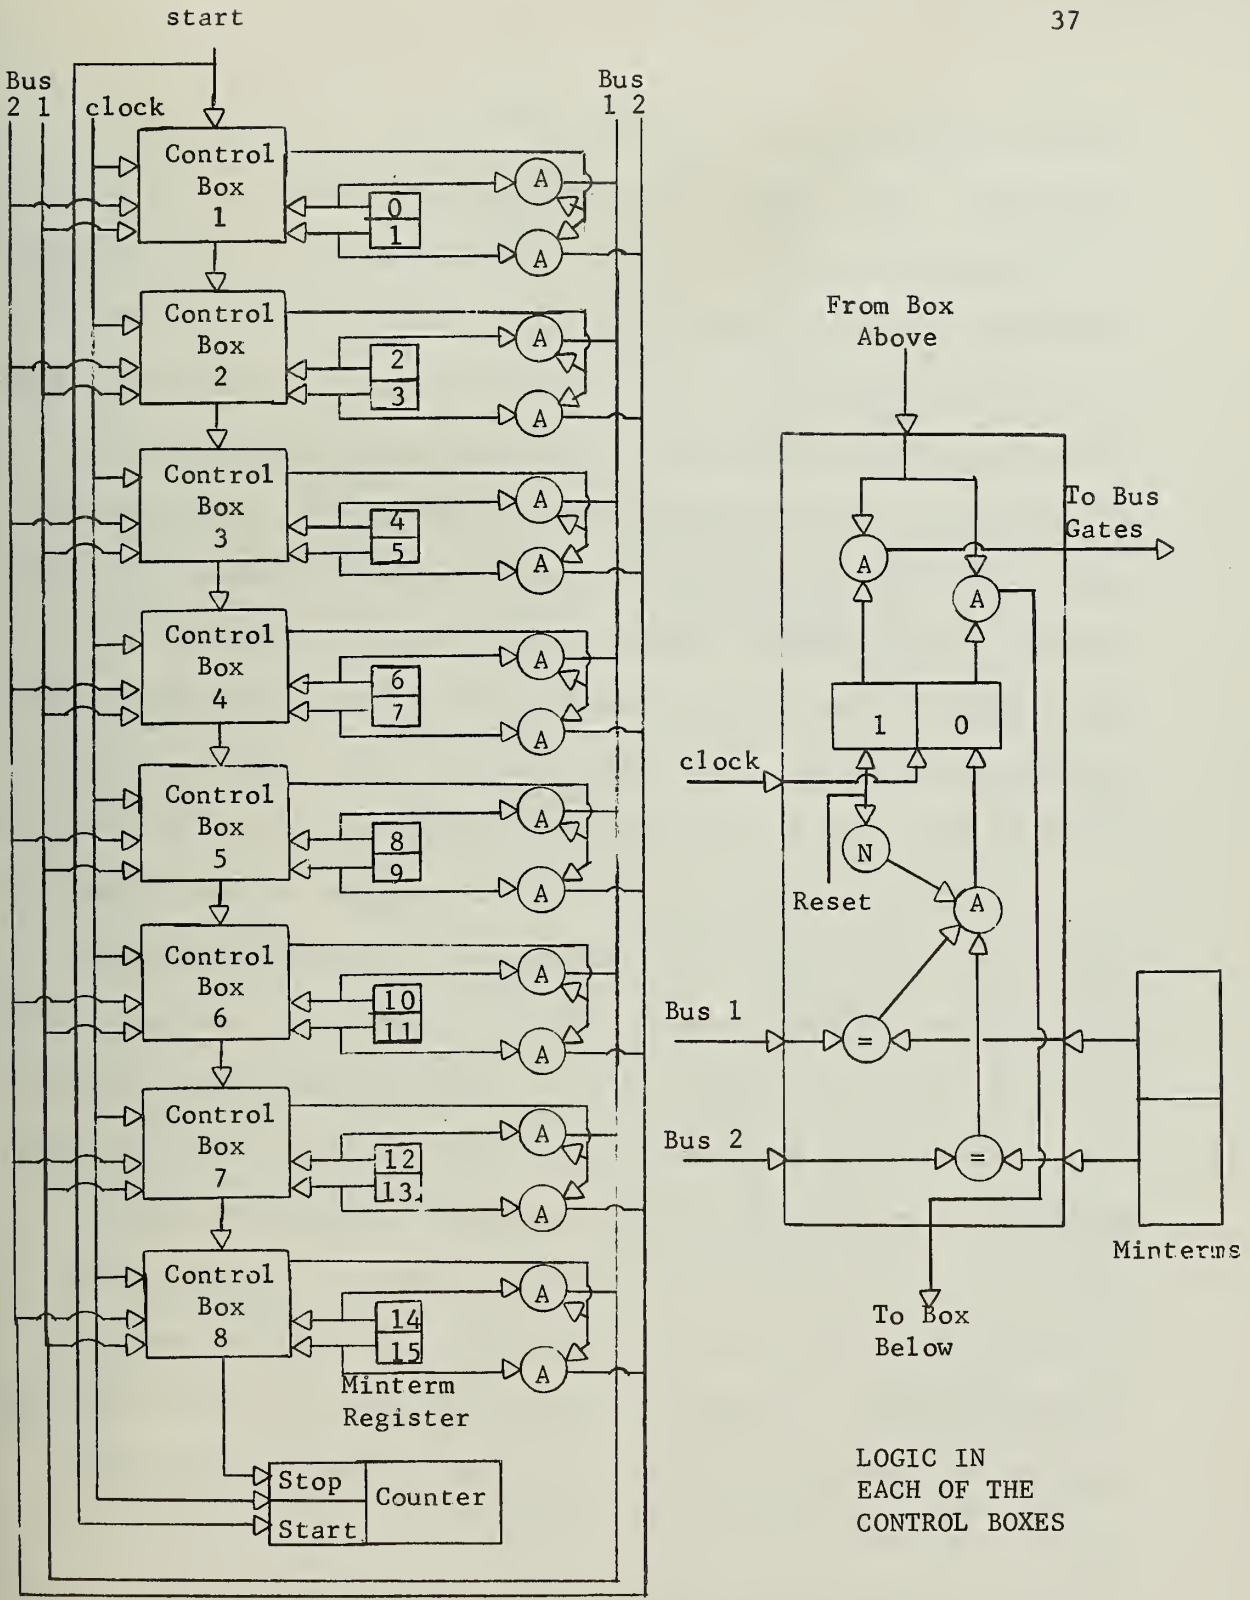 start
37
Bus
2 1 clock
Bus
1 2
Control
Box
1
0
1
A
A
Control
Box
2
2
3
A
A
Control
Box
3
4
5
A
A
Control
Box
4
6
7
A
A
Control
Box
5
8
9
A
A
Control
Box
6
10
11
A
A
Control
Box
7
12
13
A
A
Control
Box
8
14
15
A
A
Minterm
Register
Stop
Counter
Start
From Box
Above
To Bus
Gates
A
A
1 0
clock
N
Reset
A
Bus 1
=
Bus 2
=
Minterms
To Box
Below
LOGIC IN
EACH OF THE
CONTROL BOXES